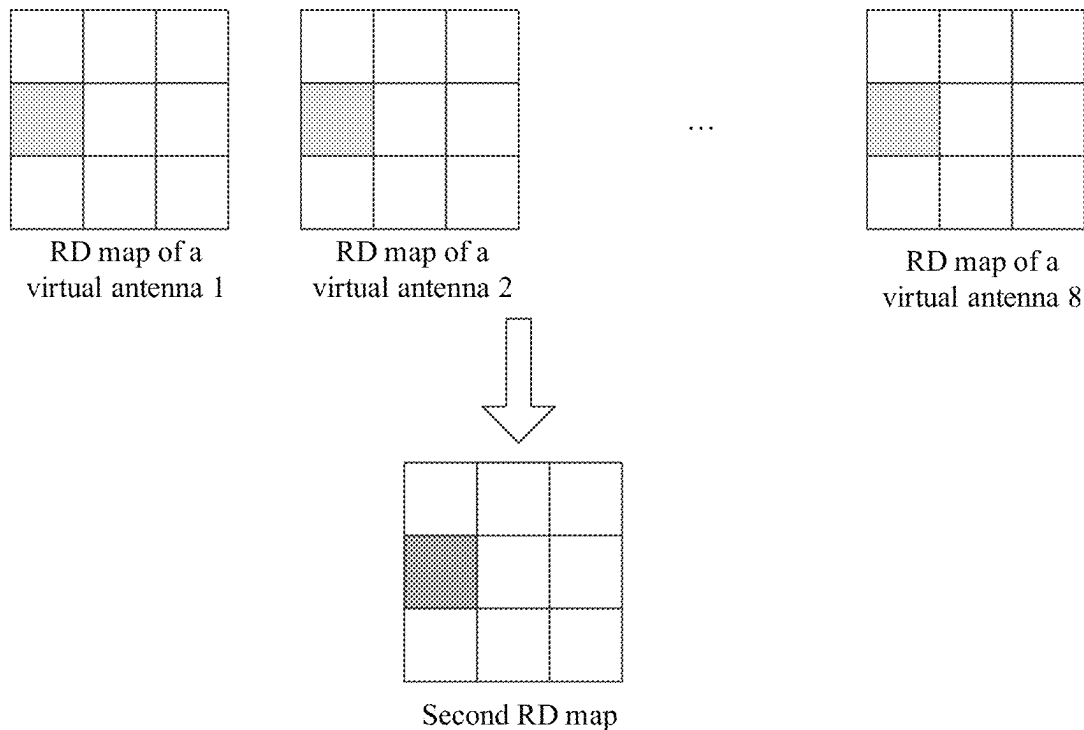 RD map of a
virtual antenna 1
RD map of a
virtual antenna 2
...
RD map of a
virtual antenna 8
Second RD map